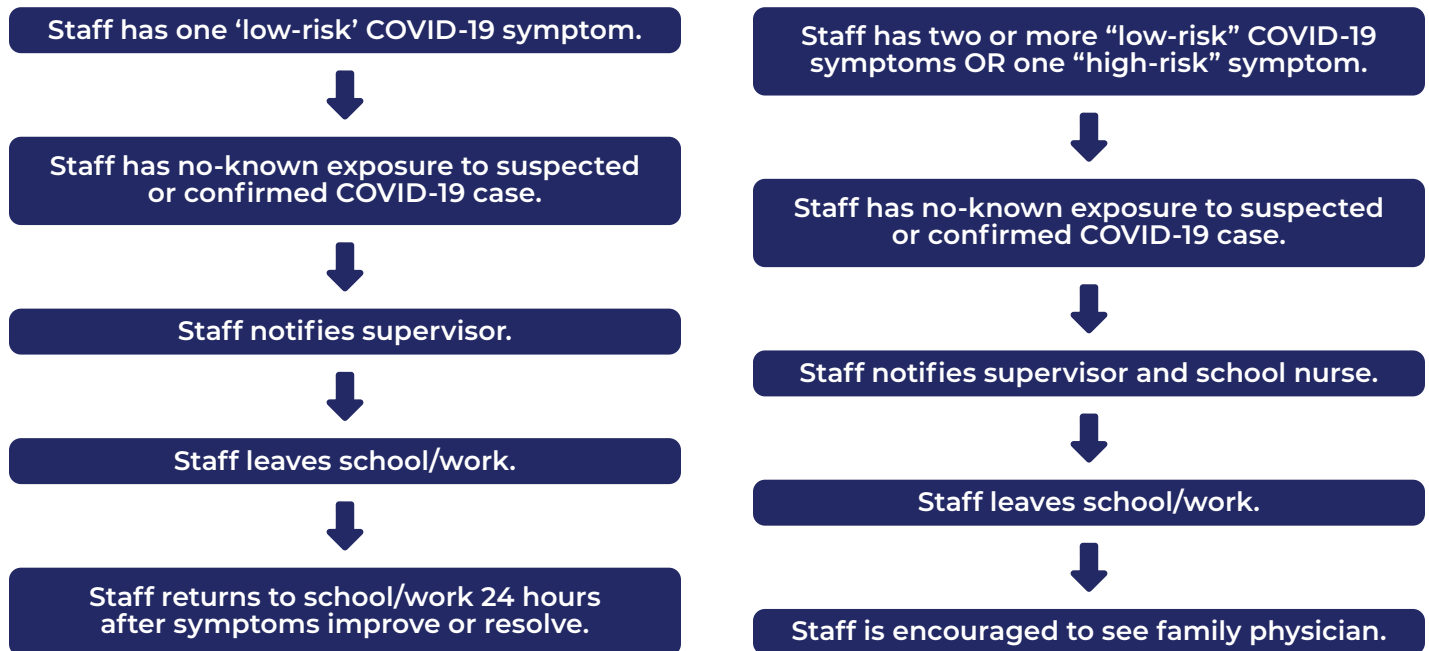 Staff has one ‘low-risk’ COVID-19 symptom.
Staff has no-known exposure to suspected
or confirmed COVID-19 case.
Staff notifies supervisor.
Staff leaves school/work.
Staff returns to school/work 24 hours
after symptoms improve or resolve.
Staff has two or more “low-risk” COVID-19
symptoms OR one “high-risk” symptom.
Staff has no-known exposure to suspected
or confirmed COVID-19 case.
Staff notifies supervisor and school nurse.
Staff leaves school/work.
Staff is encouraged to see family physician.